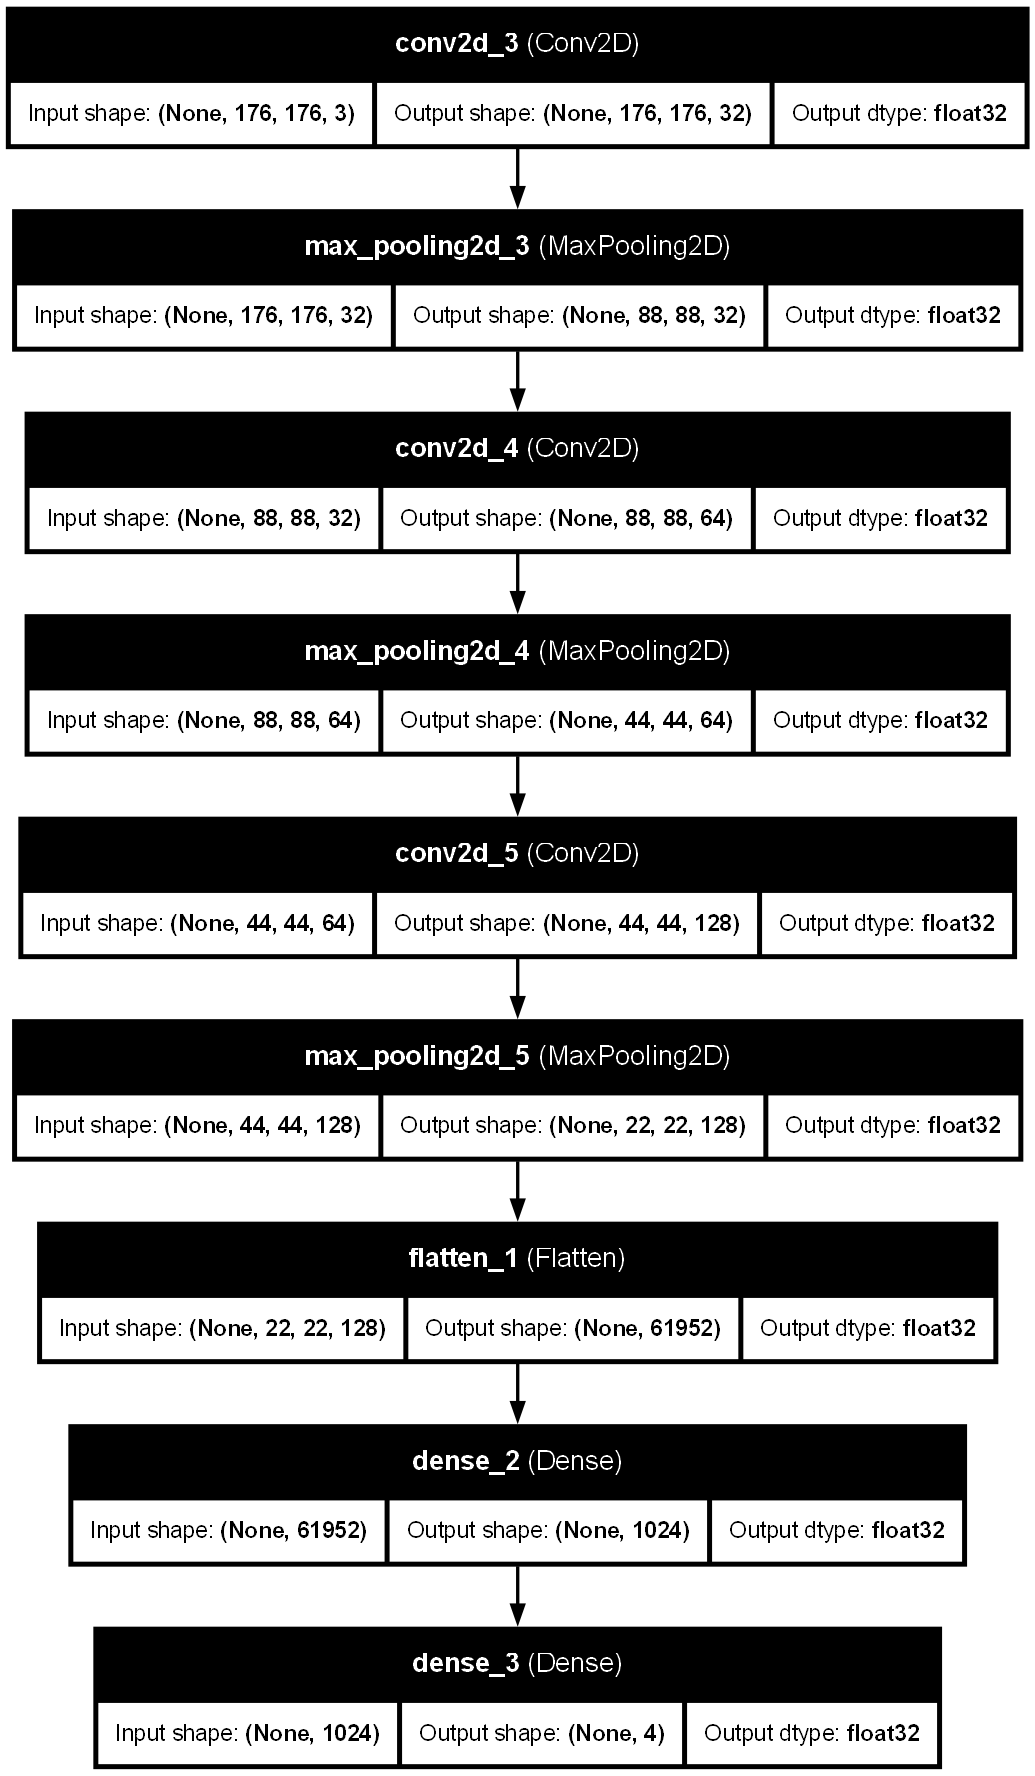 conv2d_3 (Conv2D)
Input shape: (None, 176, 176, 3) Output shape: (None, 176, 176, 32) Output dtype: float32
max_pooling2d_3 (MaxPooling2D)
Input shape: (None, 176, 176, 32) Output shape: (None, 88, 88, 32) Output dtype: float32
conv2d_4 (Conv2D)
Input shape: (None, 88, 88, 32) Output shape: (None, 88, 88, 64) Output dtype: float32
max_pooling2d_4 (MaxPooling2D)
Input shape: (None, 88, 88, 64) Output shape: (None, 44, 44, 64) Output dtype: float32
conv2d_5 (Conv2D)
Input shape: (None, 44, 44, 64) Output shape: (None, 44, 44, 128) Output dtype: float32
max_pooling2d_5 (MaxPooling2D)
Input shape: (None, 44, 44, 128) Output shape: (None, 22, 22, 128) Output dtype: float32
flatten_1 (Flatten)
Input shape: (None, 22, 22, 128) Output shape: (None, 61952) Output dtype: float32
dense_2 (Dense)
Input shape: (None, 61952) Output shape: (None, 1024) Output dtype: float32
dense_3 (Dense)
Input shape: (None, 1024) Output shape: (None, 4) Output dtype: float32